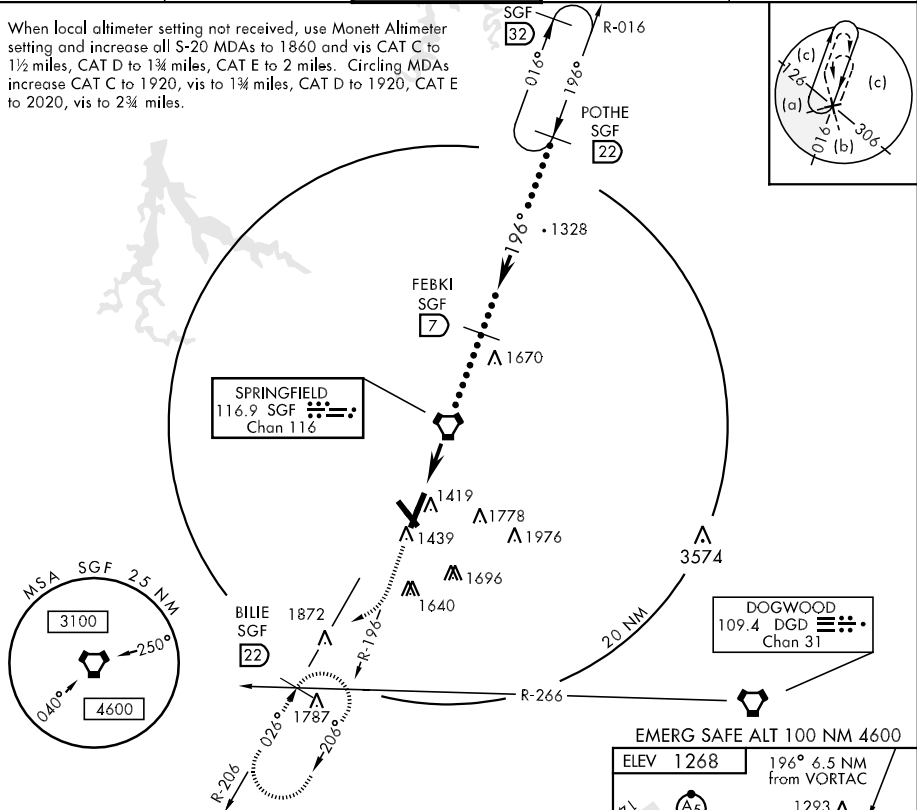 When local altimeter setting not received, use Monett Altimeter
setting and increase all S-20 MDAs to 1860 and vis CAT C to
1½ miles, CAT D to 1¾ miles, CAT E to 2 miles. Circling MDAs
increase CAT C to 1920, vis to 1¾ miles, CAT D to 1920, CAT E
to 2020, vis to 2¾ miles.
SGF
32
R-016
016°
196°
POTHE
SGF
22
(c)
126
(c)
(a)
016
(b)
306
196°
1328
FEBKI
SGF
7
1670
SPRINGFIELD
116.9 SGF
Chan 116
1419
1778
1439
1976
3574
1696
1640
MSA SGF 25 NM
3100
250°
040°
4600
BILIE
SGF
22
1872
R-196
20 NM
DOGWOOD
109.4 DGD
Chan 31
R-266
1787
026°
206°
R-206
EMERG SAFE ALT 100 NM 4600
ELEV 1268
196° 6.5 NM
from VORTAC
A5
1293